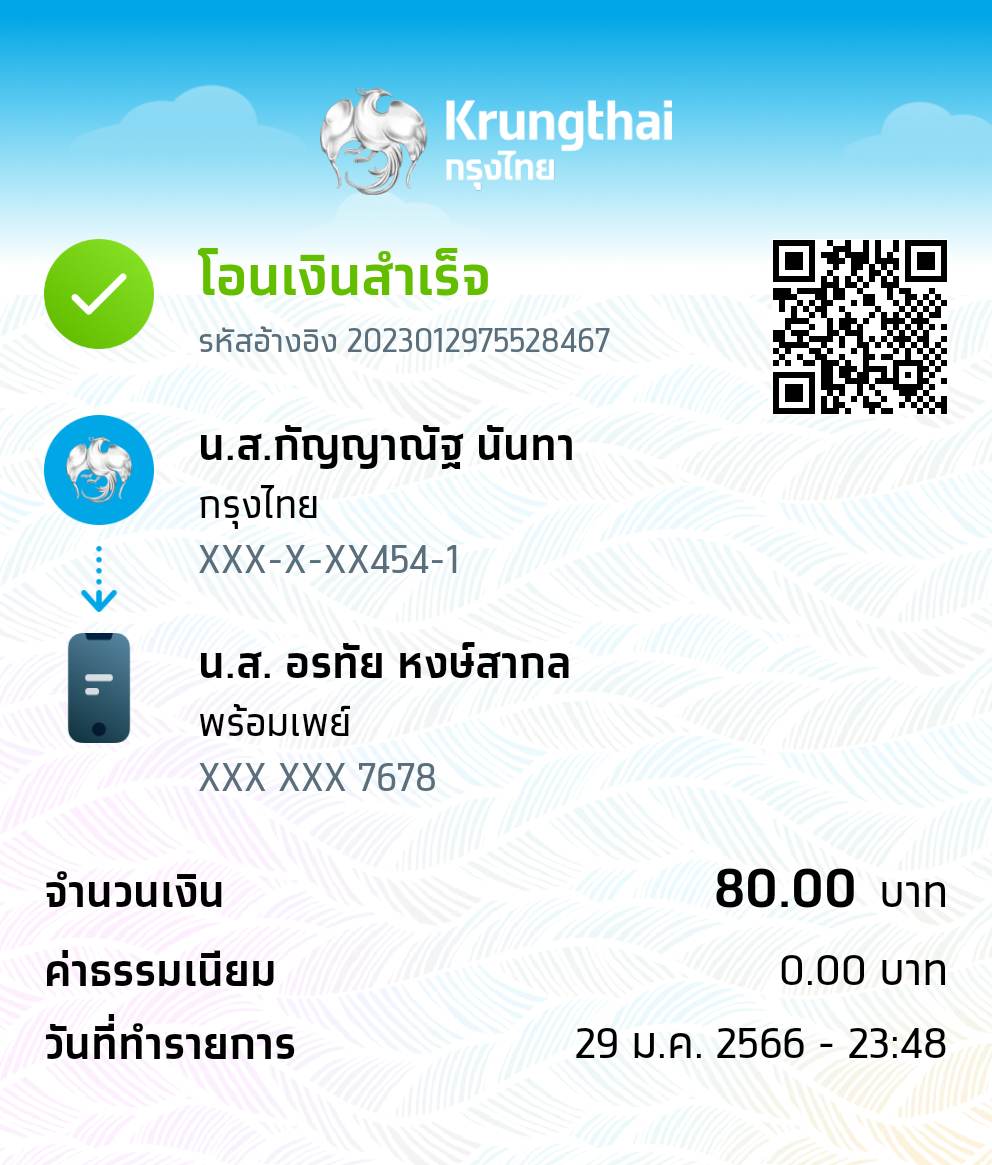 Krungthai
กรุงไทย
โอนเงินสำเร็จ
รหัสอ้างอิง 2023012975528467
น.ส.กัญญาณัฐ นันทา
กรุงไทย
XXX-X-XX454-1
น.ส. อรทัย หงษ์สากล
พร้อมเพย์
XXX XXX 7678
จำนวนเงิน 80.00 บาท
ค่าธรรมเนียม 0.00 บาท
วันที่ทำรายการ 29 ม.ค. 2566 - 23:48